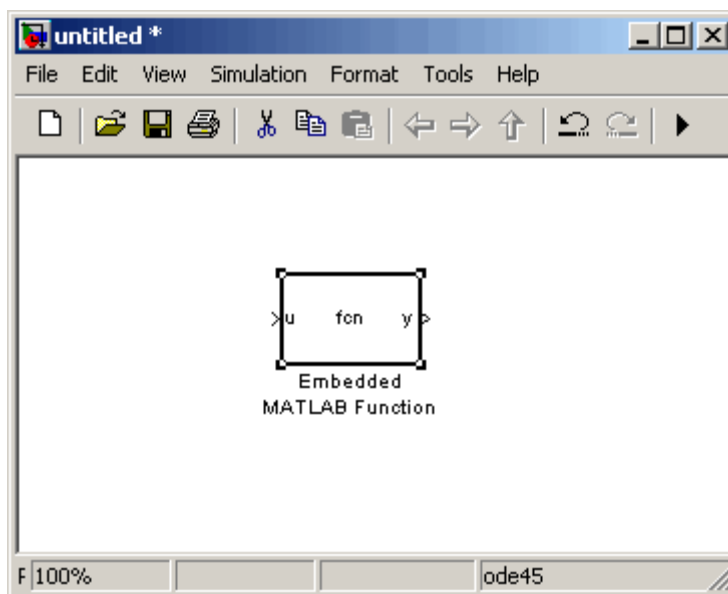 untitled *
File Edit View Simulation Format Tools Help
u fcn y
Embedded
MATLAB Function
F 100% ode45